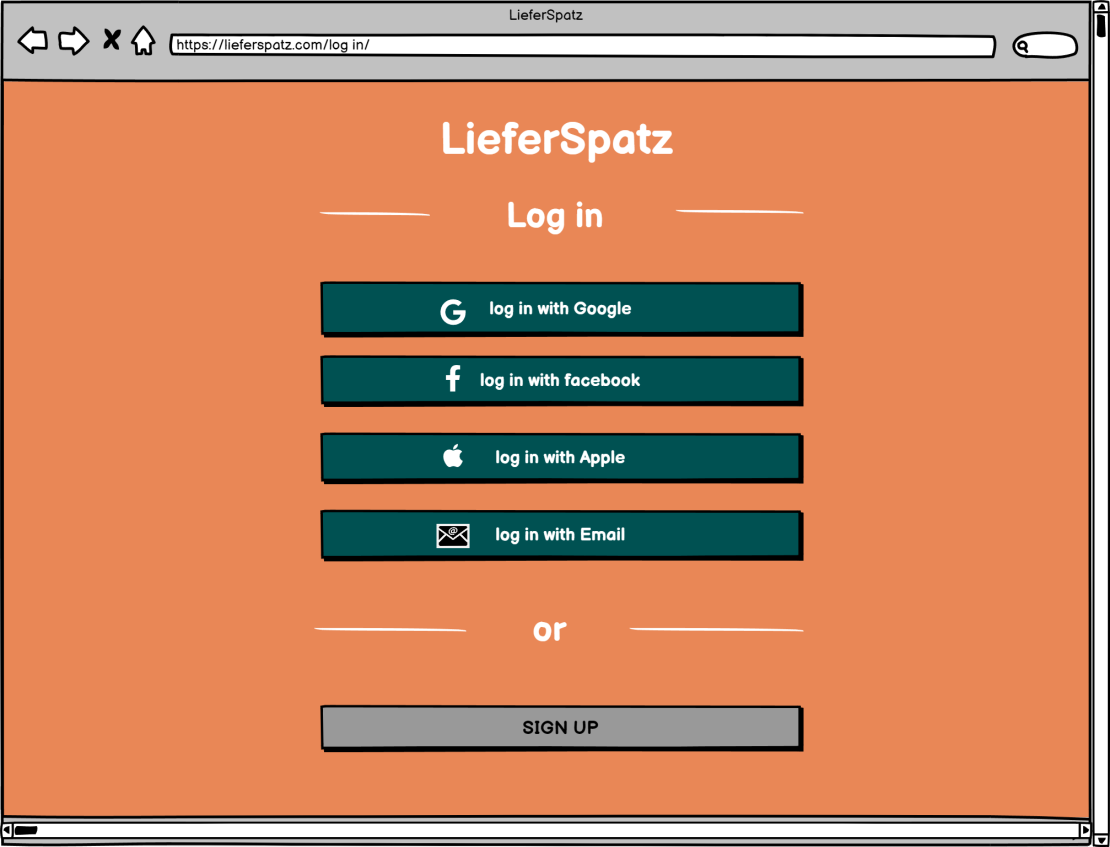 LieferSpatz
https://lieferspatz.com/log in/
LieferSpatz
Log in
log in with Google
log in with facebook
log in with Apple
log in with Email
or
SIGN UP